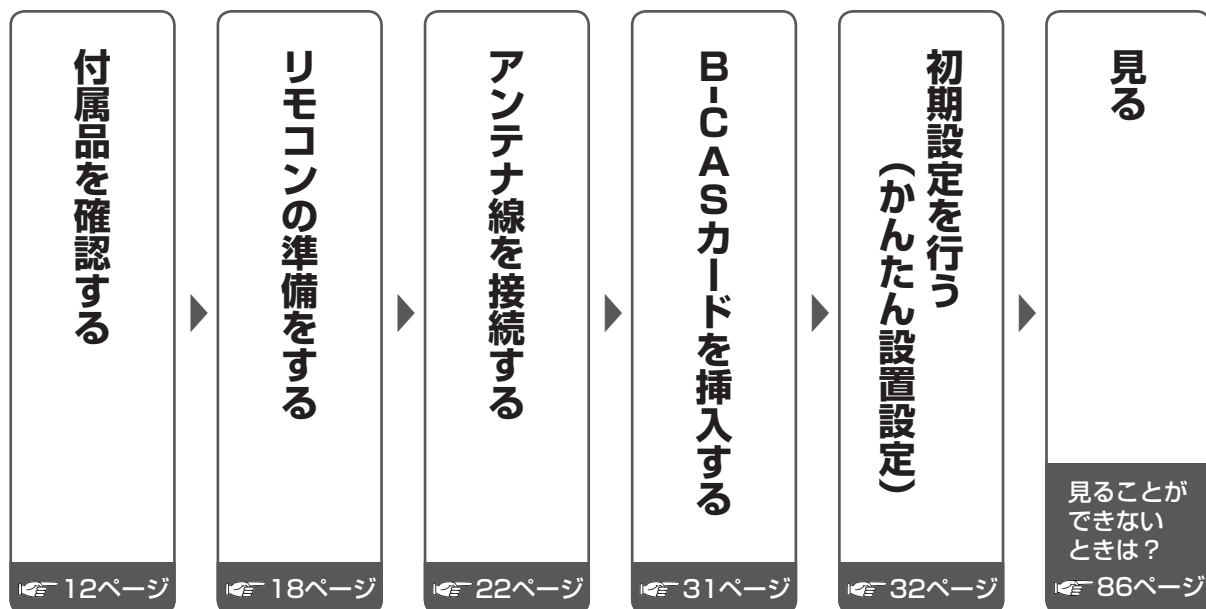 付属品を確認する
☞12ページ
リモコンの準備をする
☞18ページ
アンテナ線を接続する
☞22ページ
B-CASカードを挿入する
☞31ページ
初期設定を行う
（かんたん設置設定）
☞32ページ
見る
見ることが
できない
ときは？
☞86ページ